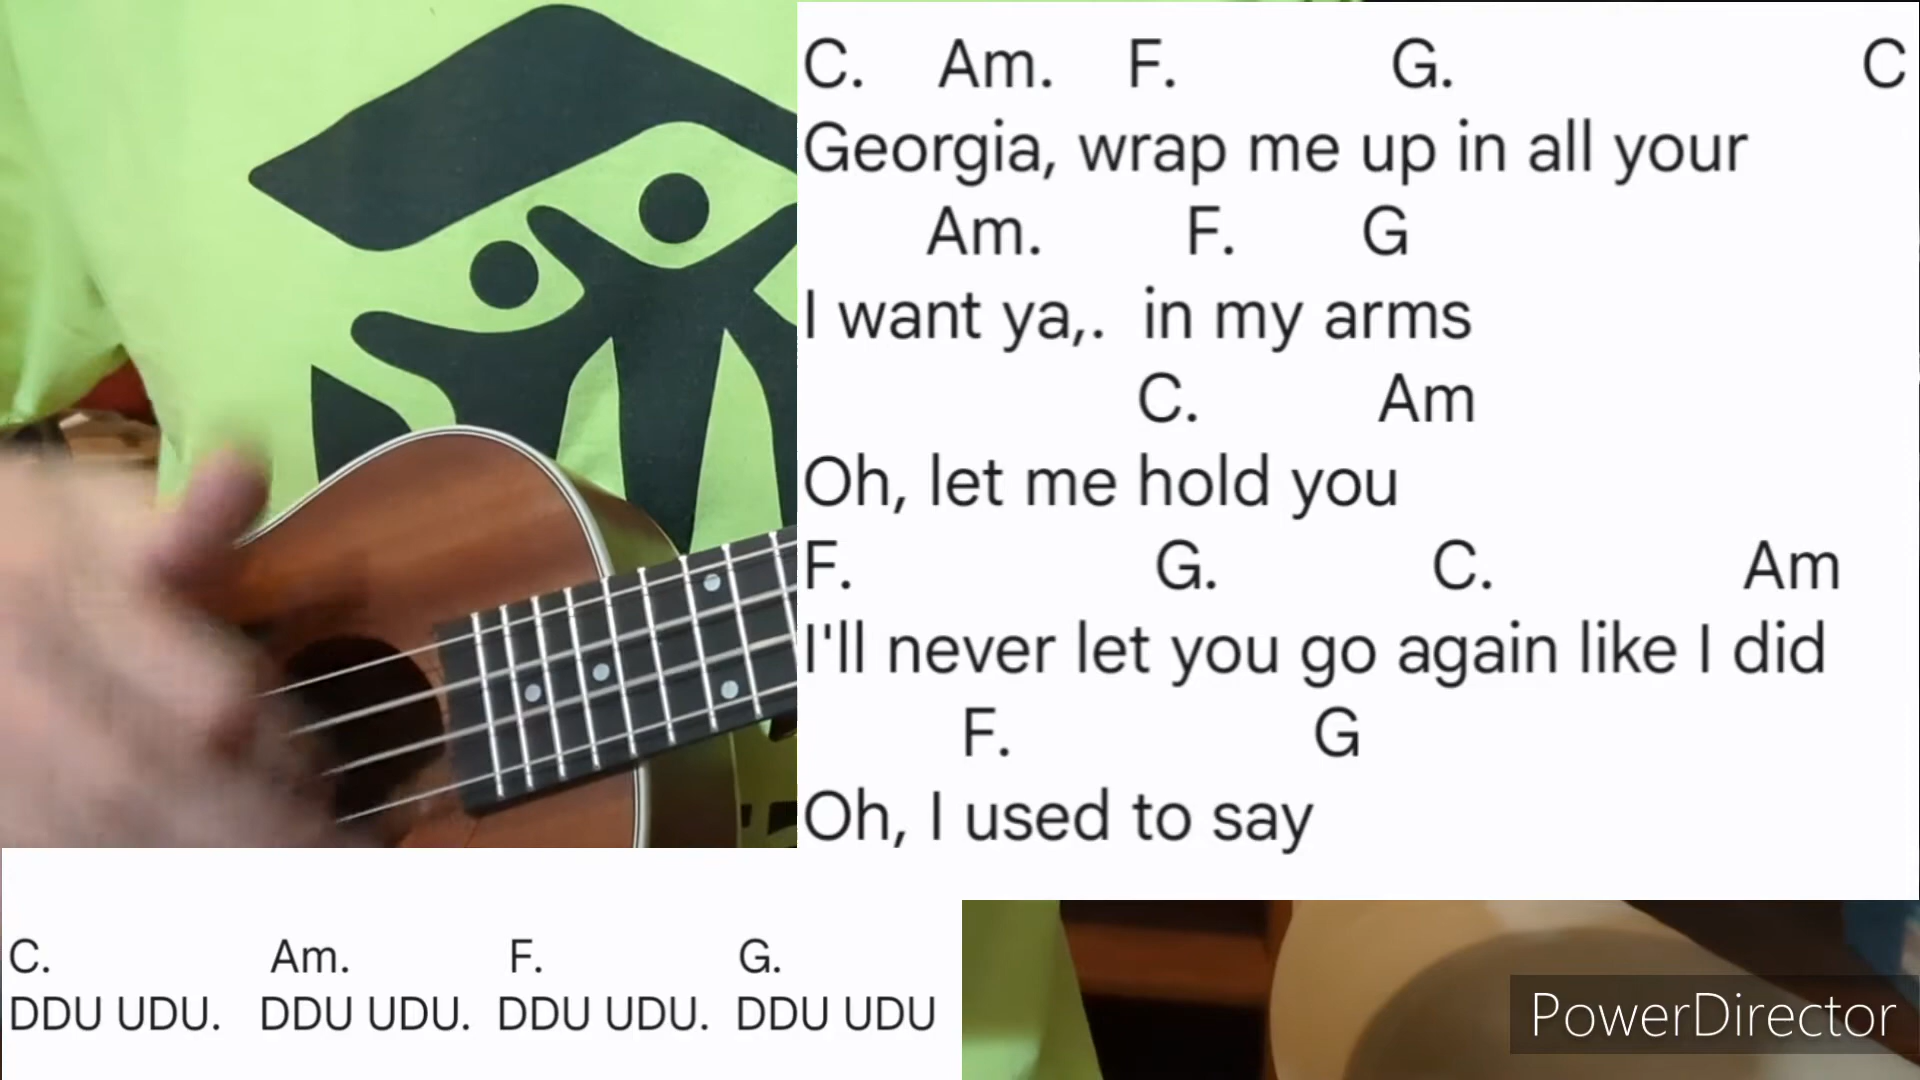 C. Am. F. G. C
Georgia, wrap me up in all your
Am. F. G
I want ya,. in my arms
C. Am
Oh, let me hold you
F. G. C. Am
I'll never let you go again like I did
F. G
Oh, I used to say
C. Am. F. G.
DDU UDU. DDU UDU. DDU UDU. DDU UDU
PowerDirector